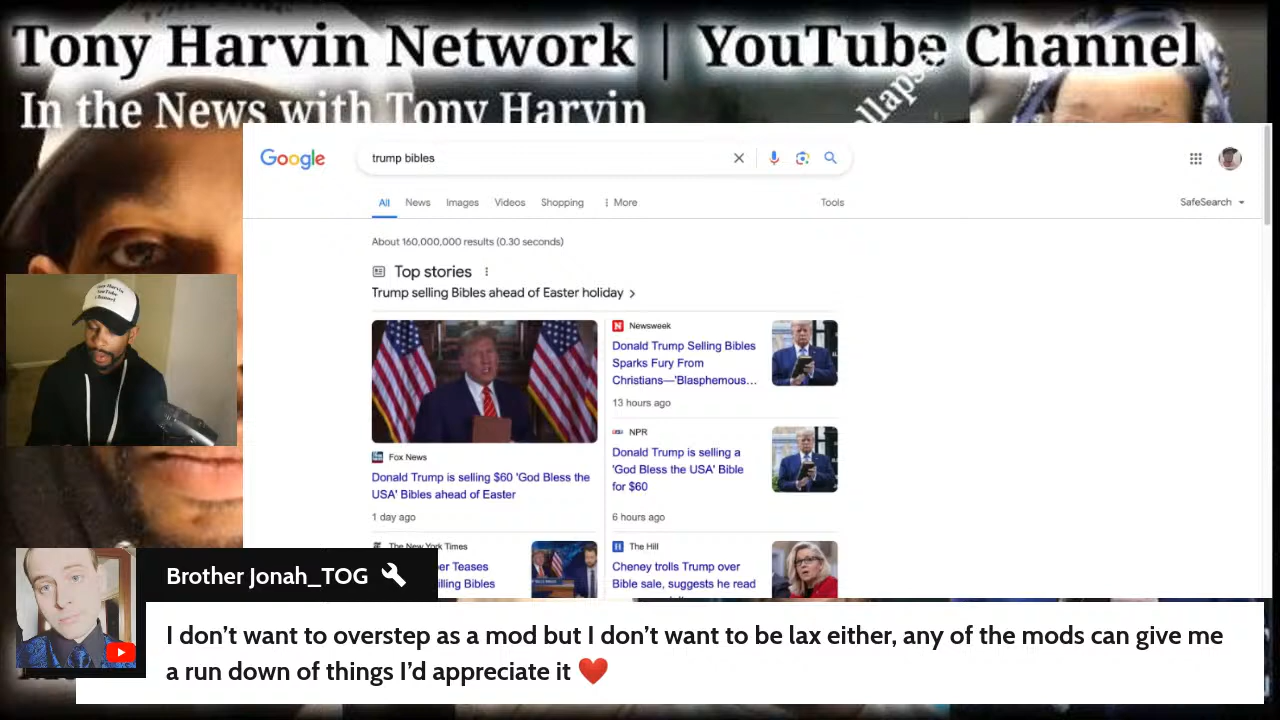 Tony Harvin Network | YouTube Channel
In the News with Tony Harvin
Google
trump bibles
All News Images Videos Shopping More Tools SafeSearch
About 160,000,000 results (0.30 seconds)
Top stories
Trump selling Bibles ahead of Easter holiday
Fox News
Donald Trump is selling $60 'God Bless the
USA' Bibles ahead of Easter
1 day ago
Newsweek
Donald Trump Selling Bibles
Sparks Fury From
Christians—'Blasphemous...
13 hours ago
NPR
Donald Trump is selling a
'God Bless the USA' Bible
for $60
6 hours ago
The New York Times
Teases
Bibles
The Hill
Cheney trolls Trump over
Bible sale, suggests he read
Tony Harvin
YouTube
Channel
Brother Jonah_TOG
I don’t want to overstep as a mod but I don’t want to be lax either, any of the mods can give me
a run down of things I’d appreciate it ❤️